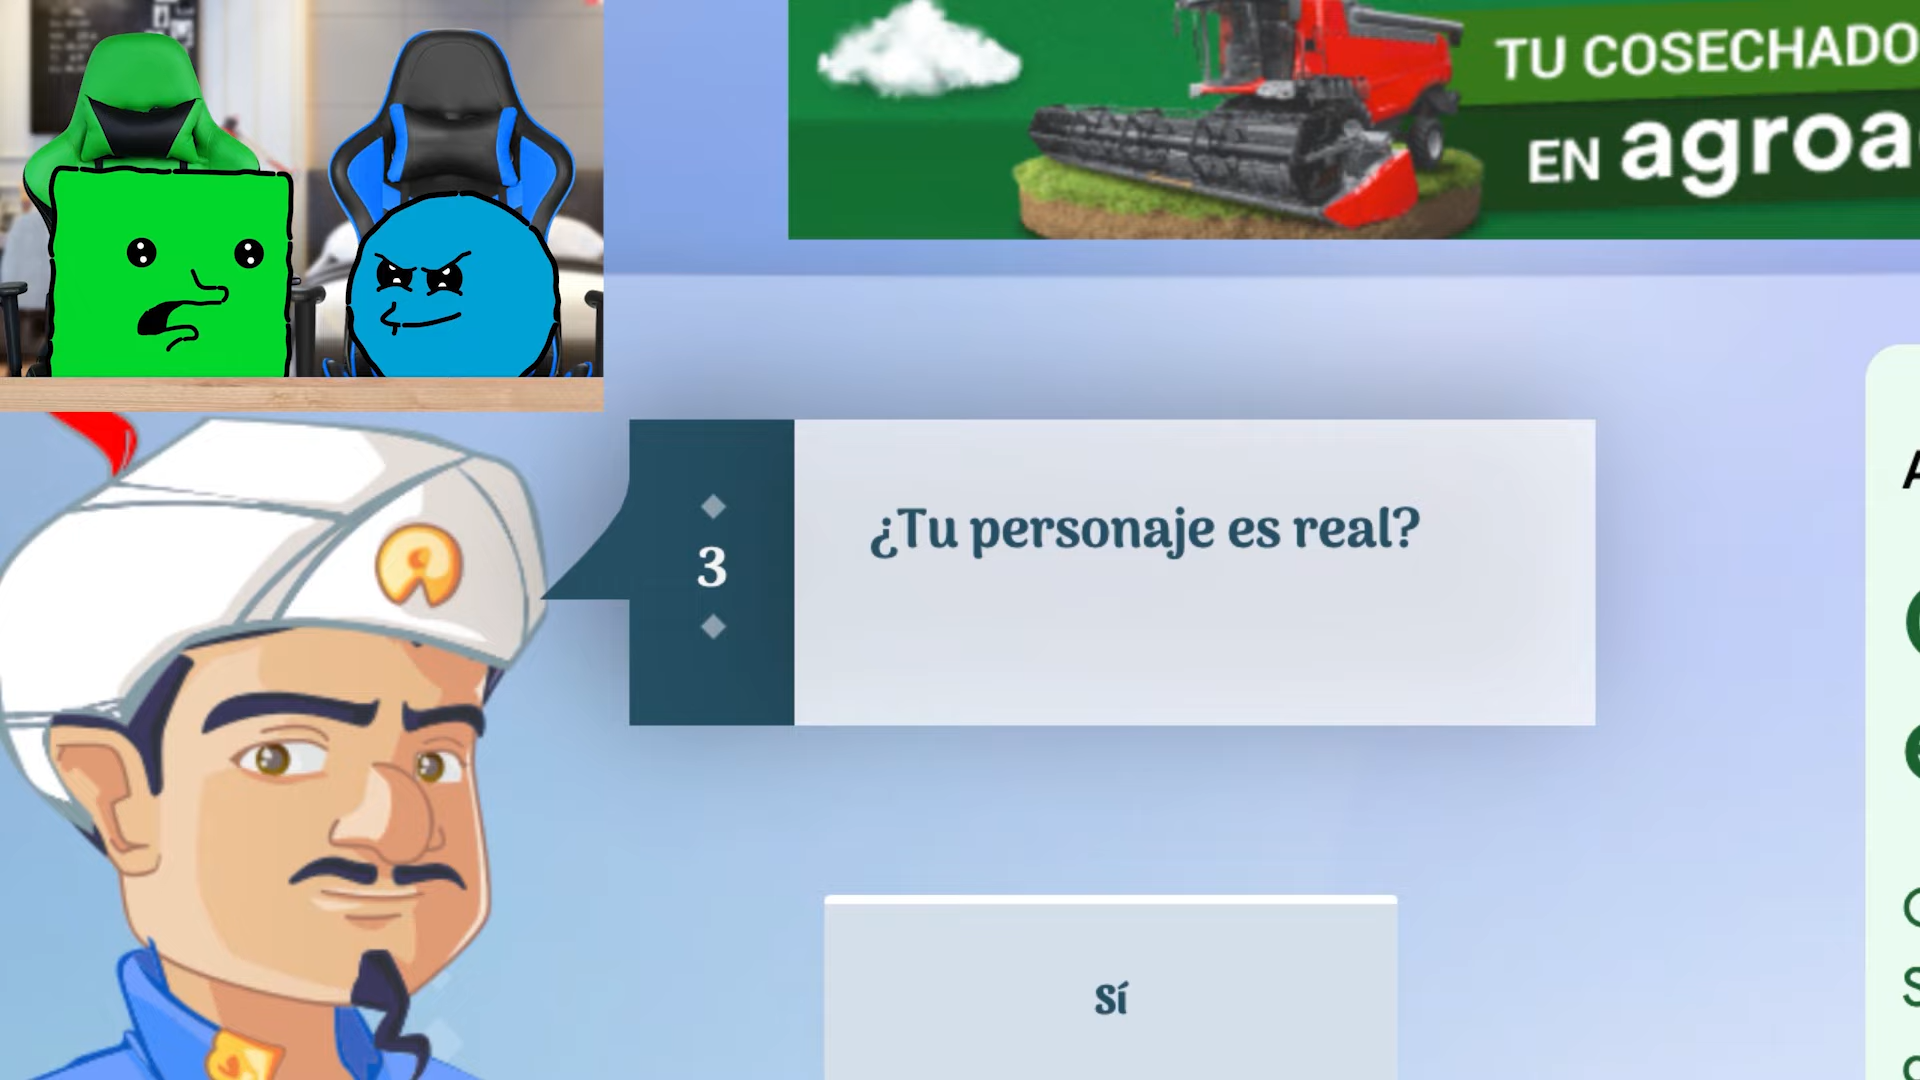 TU COSECHADO
EN agroa
3
¿Tu personaje es real?
Sí